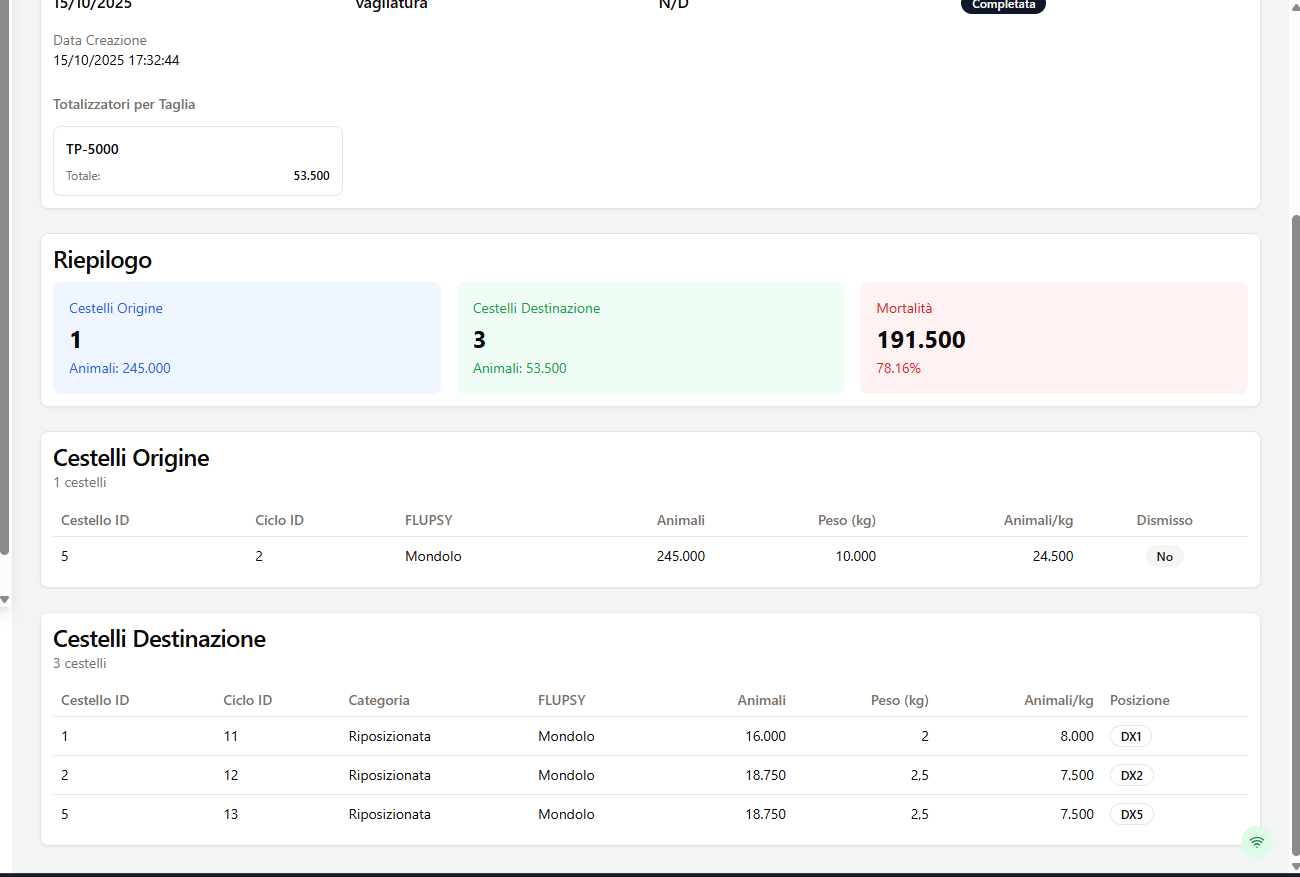 15/10/2025 Vagliatura N/D Completata
Data Creazione
15/10/2025 17:32:44
Totalizzatori per Taglia
TP-5000
Totale: 53.500
Riepilogo
Cestelli Origine
1
Animali: 245.000
Cestelli Destinazione
3
Animali: 53.500
Mortalità
191.500
78.16%
Cestelli Origine
1 cestelli
Cestello ID Ciclo ID FLUPSY Animali Peso (kg) Animali/kg Dismisso
5 2 Mondolo 245.000 10.000 24.500 No
Cestelli Destinazione
3 cestelli
Cestello ID Ciclo ID Categoria FLUPSY Animali Peso (kg) Animali/kg Posizione
1 11 Riposizionata Mondolo 16.000 2 8.000 DX1
2 12 Riposizionata Mondolo 18.750 2,5 7.500 DX2
5 13 Riposizionata Mondolo 18.750 2,5 7.500 DX5